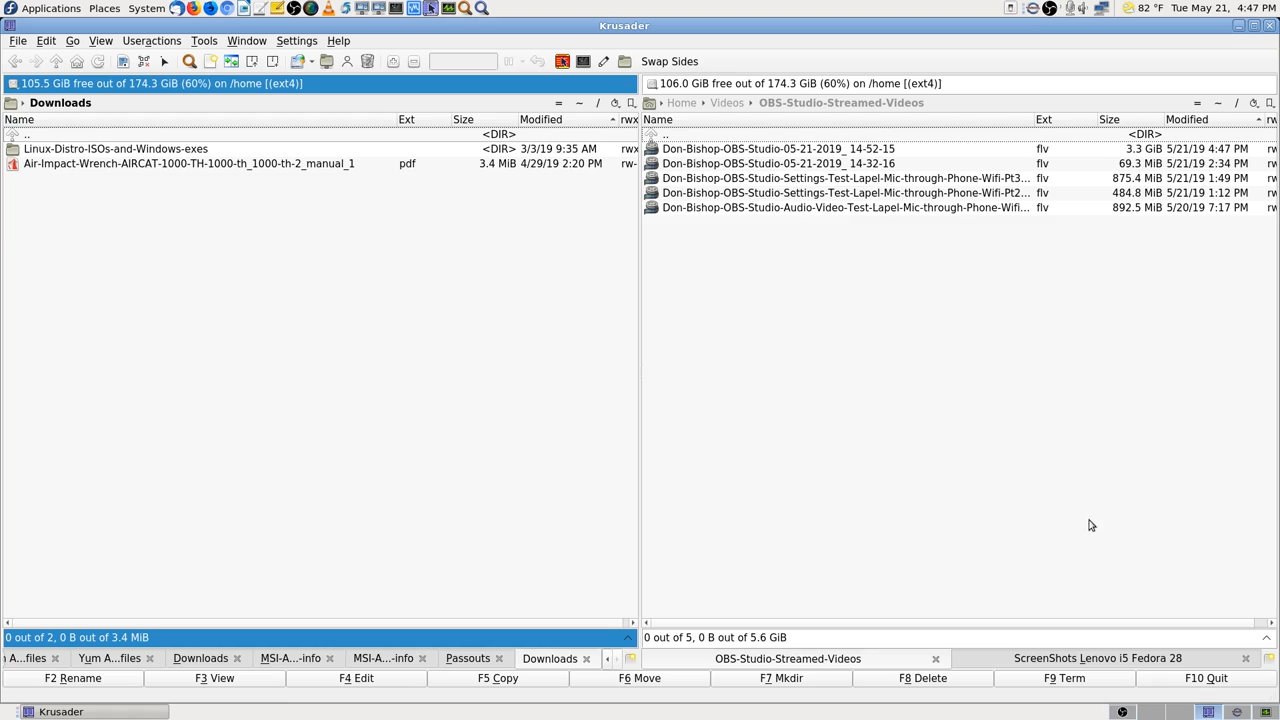 Applications Places System 82 °F Tue May 21, 4:47 PM
Krusader
File Edit Go View Useractions Tools Window Settings Help
Swap Sides
105.5 GiB free out of 174.3 GiB (60%) on /home [(ext4)]
106.0 GiB free out of 174.3 GiB (60%) on /home [(ext4)]
Downloads = ~ /
Home Videos OBS-Studio-Streamed-Videos = ~ /
Name Ext Size Modified rwx
Name Ext Size Modified rw
.. <DIR>
.. <DIR>
Linux-Distro-ISOs-and-Windows-exes <DIR> 3/3/19 9:35 AM rwx
Don-Bishop-OBS-Studio-05-21-2019_ 14-52-15 flv 3.3 GiB 5/21/19 4:47 PM rw
Air-Impact-Wrench-AIRCAT-1000-TH-1000-th_1000-th-2_manual_1 pdf 3.4 MiB 4/29/19 2:20 PM rw-
Don-Bishop-OBS-Studio-05-21-2019_ 14-32-16 flv 69.3 MiB 5/21/19 2:34 PM rw
Don-Bishop-OBS-Studio-Settings-Test-Lapel-Mic-through-Phone-Wifi-Pt3... flv 875.4 MiB 5/21/19 1:49 PM rw
Don-Bishop-OBS-Studio-Settings-Test-Lapel-Mic-through-Phone-Wifi-Pt2... flv 484.8 MiB 5/21/19 1:12 PM rw
Don-Bishop-OBS-Studio-Audio-Video-Test-Lapel-Mic-through-Phone-Wifi... flv 892.5 MiB 5/20/19 7:17 PM rw
0 out of 2, 0 B out of 3.4 MiB
0 out of 5, 0 B out of 5.6 GiB
A...files Yum A...files Downloads MSI-A...-info MSI-A...-info Passouts Downloads
OBS-Studio-Streamed-Videos ScreenShots Lenovo i5 Fedora 28
F2 Rename F3 View F4 Edit F5 Copy F6 Move F7 Mkdir F8 Delete F9 Term F10 Quit
Krusader